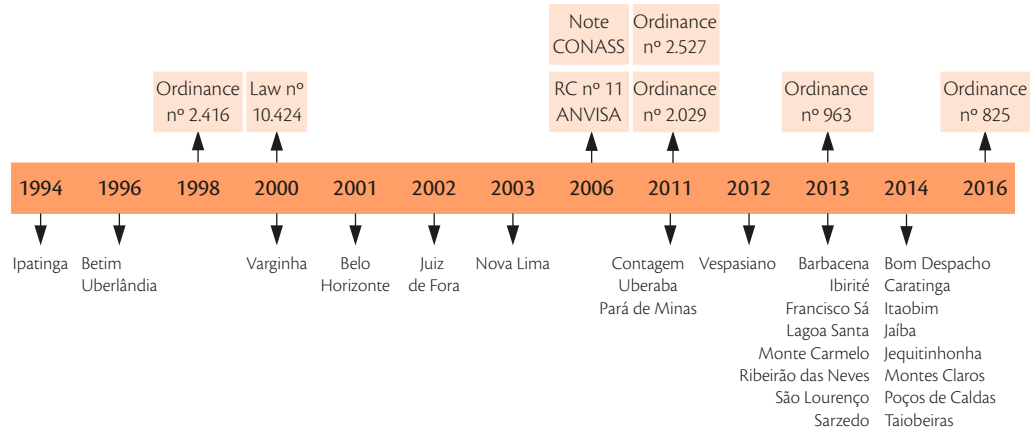 Note
CONASS
Ordinance
nº 2.527
Ordinance
nº 2.416
Law nº
10.424
RC nº 11
ANVISA
Ordinance
nº 2.029
Ordinance
nº 963
Ordinance
nº 825
1994 1996 1998 2000 2001 2002 2003 2006 2011 2012 2013 2014 2016
Ipatinga
Betim
Uberlândia
Varginha
Belo
Horizonte
Juiz
de Fora
Nova Lima
Contagem
Uberaba
Pará de Minas
Vespasiano
Barbacena
Ibirité
Francisco Sá
Lagoa Santa
Monte Carmelo
Ribeirão das Neves
São Lourenço
Sarzedo
Bom Despacho
Caratinga
Itaobim
Jaíba
Jequitinhonha
Montes Claros
Poços de Caldas
Taiobeiras